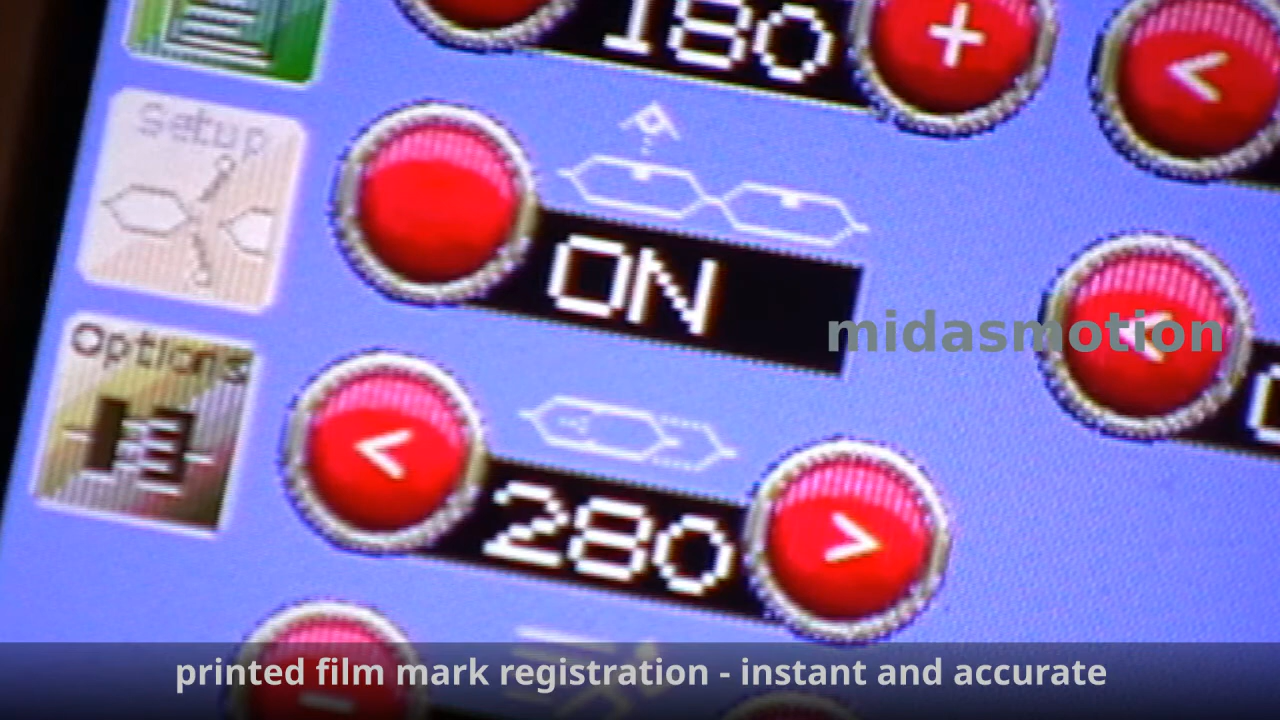 180
+
<
Setup
ON
midasmotion
<
Options
<
280
>
-
printed film mark registration - instant and accurate